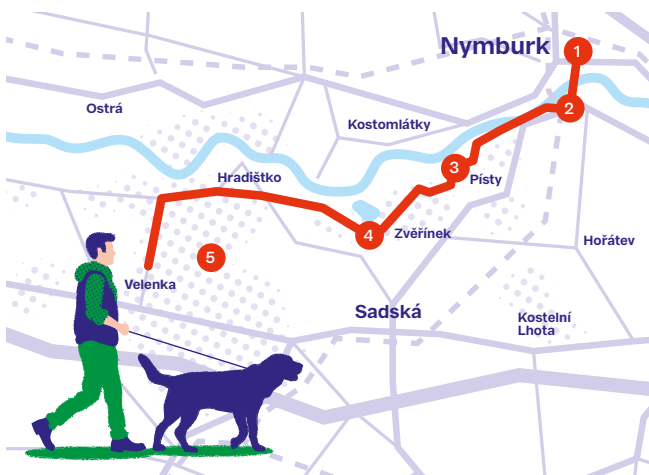 Nymburk
1
2
Ostrá
Kostomlátky
3
Písty
Hradištko
4
Zvěřínek
Hořátev
5
Velenka
Sadská
Kostelní
Lhota